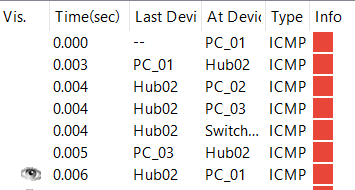 Vis. Time(sec) Last Devi At Devic Type Info
0.000 -- PC_01 ICMP
0.003 PC_01 Hub02 ICMP
0.004 Hub02 PC_02 ICMP
0.004 Hub02 PC_03 ICMP
0.004 Hub02 Switch... ICMP
0.005 PC_03 Hub02 ICMP
0.006 Hub02 PC_01 ICMP